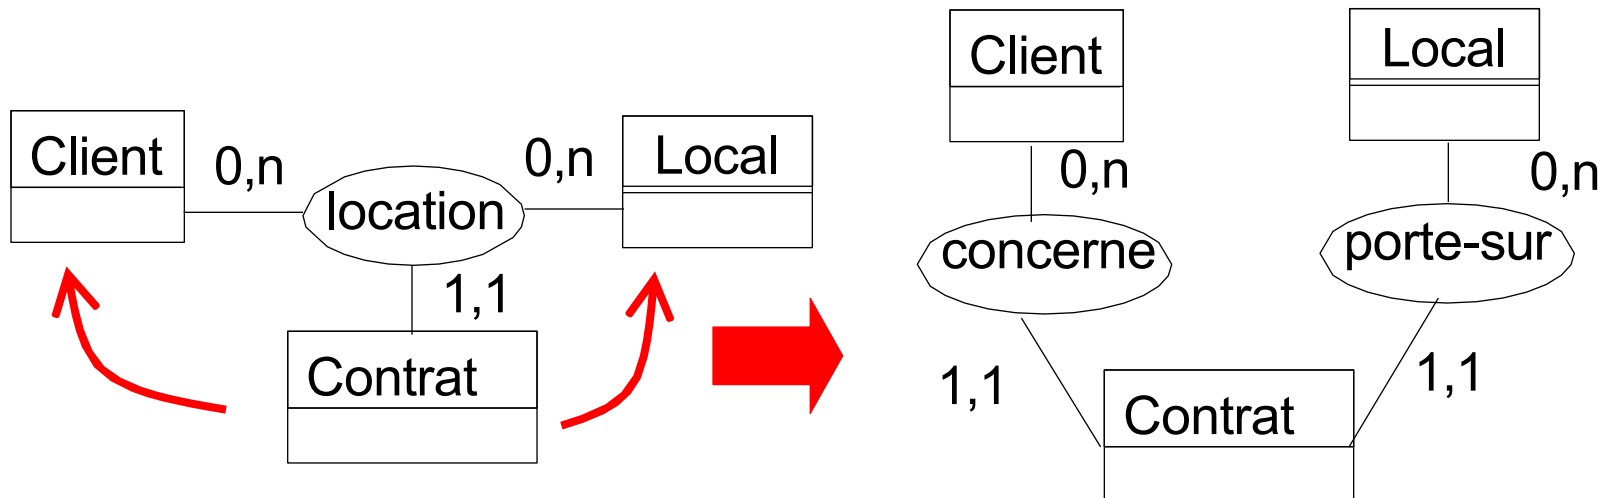 Client
0,n
location
0,n
Local
1,1
Contrat
Client
0,n
concerne
1,1
Local
0,n
porte-sur
1,1
Contrat